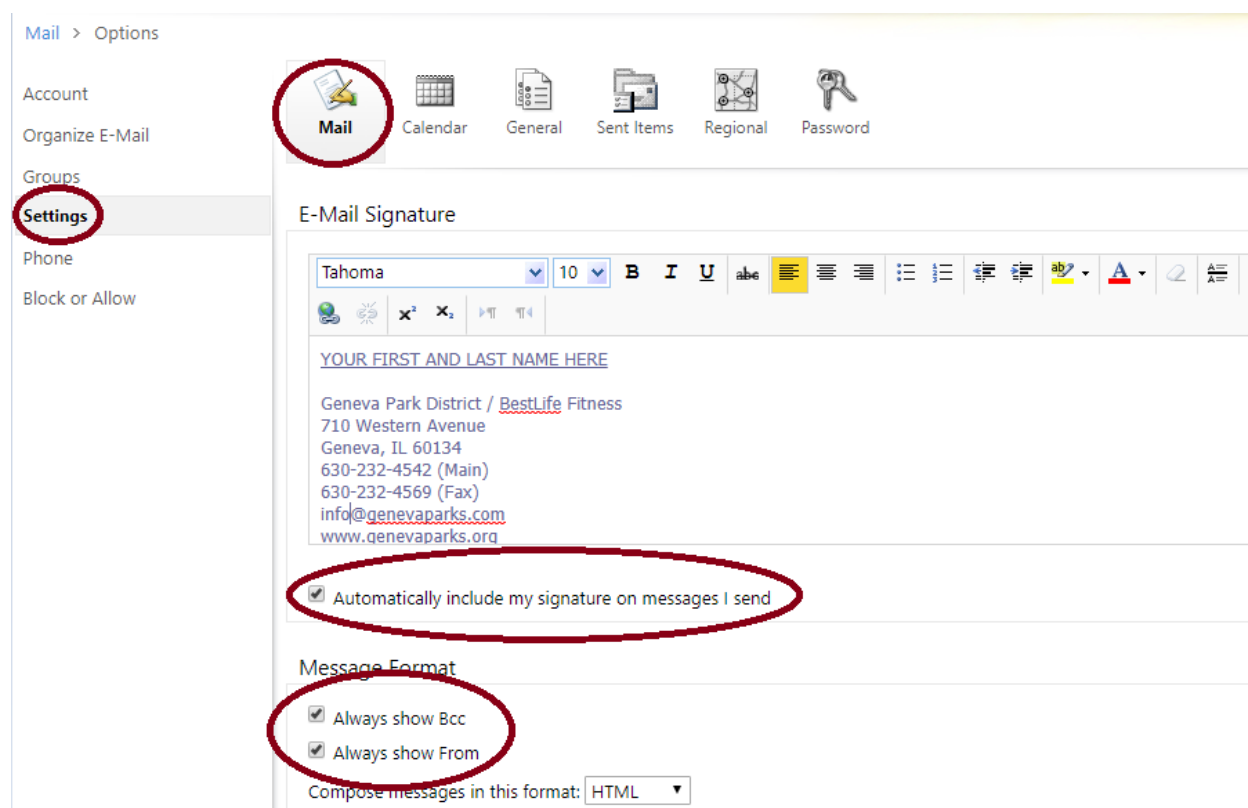 Mail > Options
Account
Organize E-Mail
Groups
Settings
Phone
Block or Allow
Mail Calendar General Sent Items Regional Password
E-Mail Signature
Tahoma 10 B I U abc ab A
x² x₂
YOUR FIRST AND LAST NAME HERE
Geneva Park District / BestLife Fitness
710 Western Avenue
Geneva, IL 60134
630-232-4542 (Main)
630-232-4569 (Fax)
info@genevaparks.com
www.genevaparks.org
Automatically include my signature on messages I send
Message Format
Always show Bcc
Always show From
Compose messages in this format: HTML